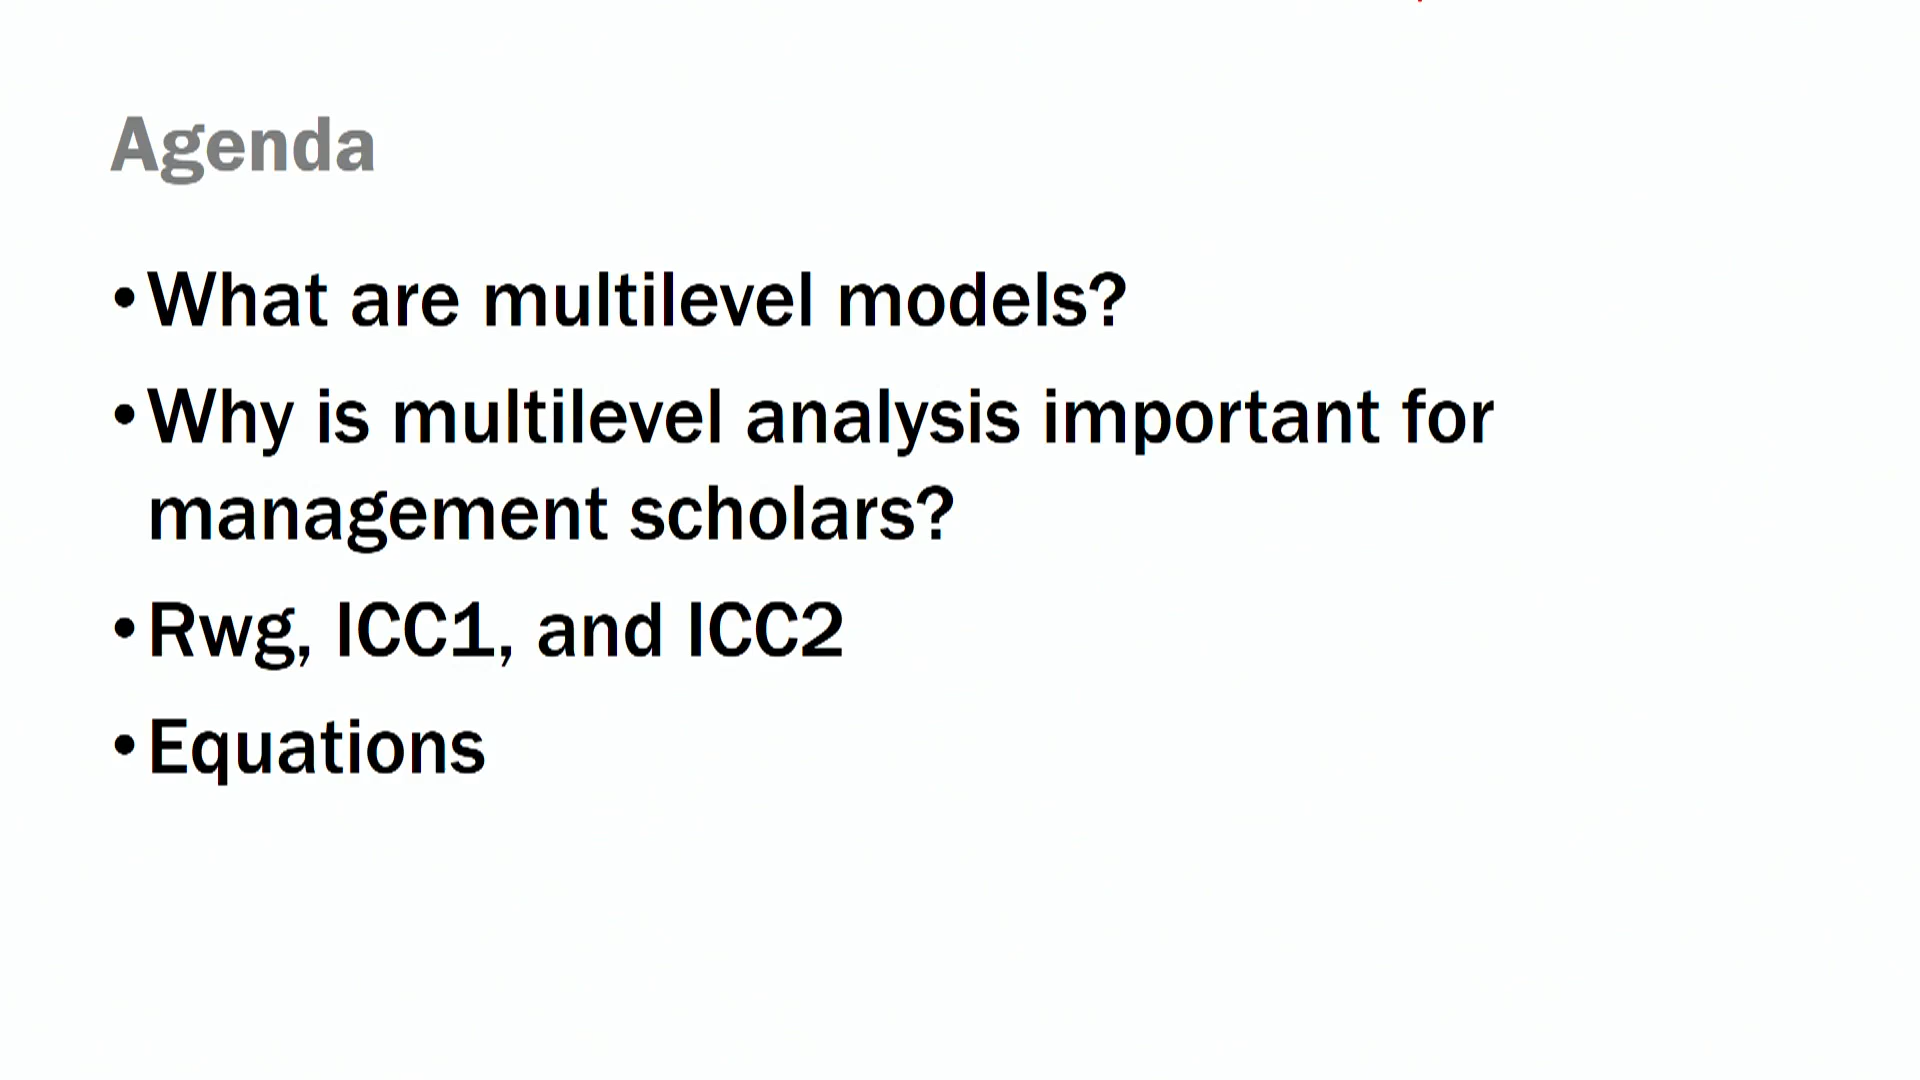 Agenda
• What are multilevel models?
• Why is multilevel analysis important for
management scholars?
• Rwg, ICC1, and ICC2
• Equations